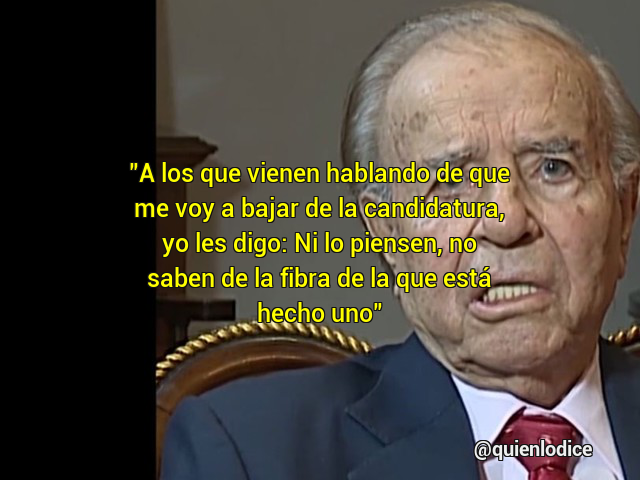 "A los que vienen hablando de que
me voy a bajar de la candidatura,
yo les digo: Ni lo piensen, no
saben de la fibra de la que está
hecho uno"
@quienlodice